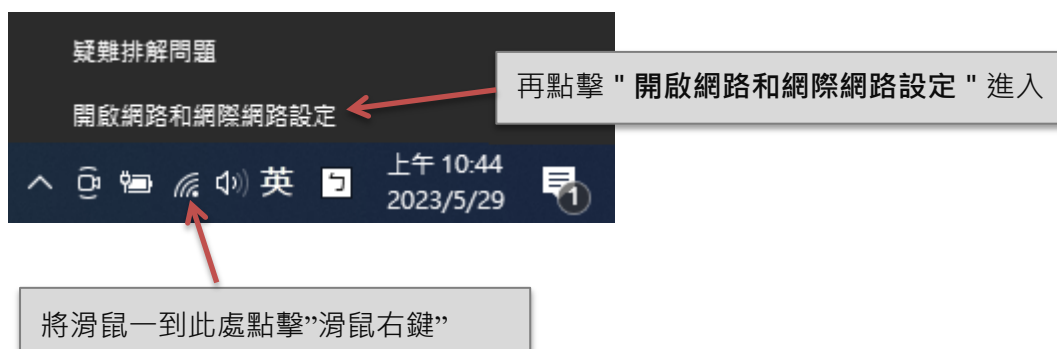 疑難排解問題
再點擊 " 開啟網路和網際網路設定 " 進入
開啟網路和網際網路設定
英 ㄅ 上午 10:44
2023/5/29
1
將滑鼠一到此處點擊”滑鼠右鍵”